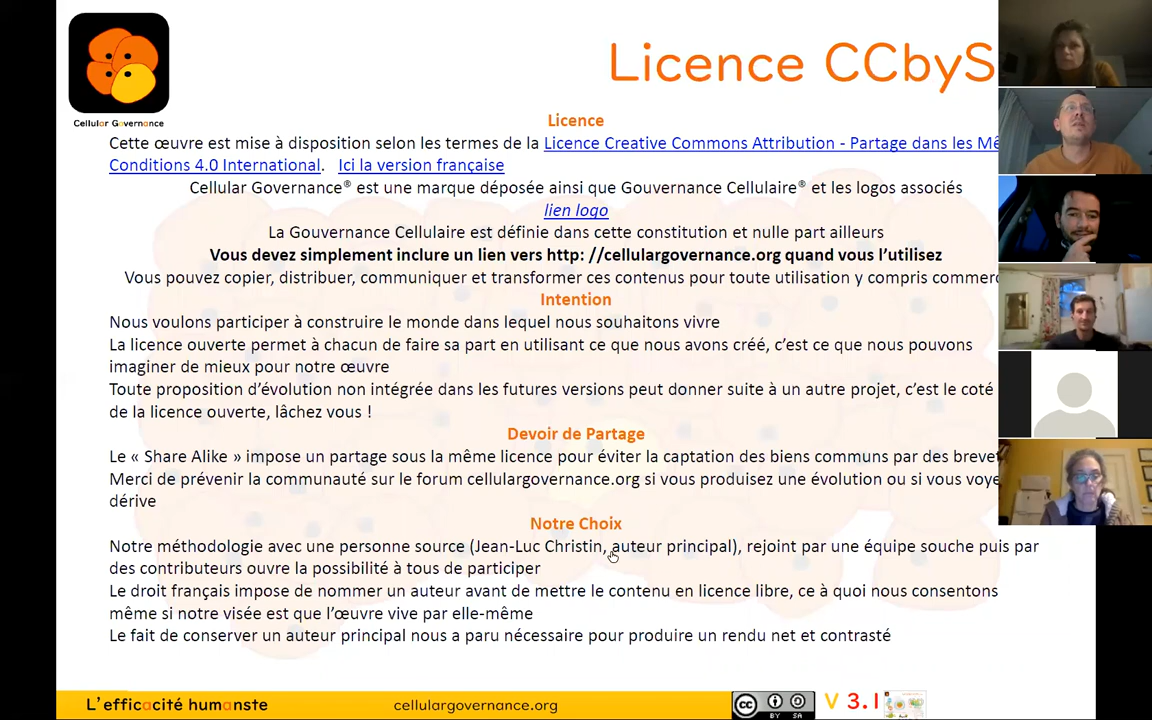 Licence CCbyS
Cellular Governance
Licence
Cette œuvre est mise à disposition selon les termes de la Licence Creative Commons Attribution - Partage dans les Mê
Conditions 4.0 International. Ici la version française
Cellular Governance® est une marque déposée ainsi que Gouvernance Cellulaire® et les logos associés
lien logo
La Gouvernance Cellulaire est définie dans cette constitution et nulle part ailleurs
Vous devez simplement inclure un lien vers http: //cellulargovernance.org quand vous l’utilisez
Vous pouvez copier, distribuer, communiquer et transformer ces contenus pour toute utilisation y compris commerc
Intention
Nous voulons participer à construire le monde dans lequel nous souhaitons vivre
La licence ouverte permet à chacun de faire sa part en utilisant ce que nous avons créé, c’est ce que nous pouvons
imaginer de mieux pour notre œuvre
Toute proposition d’évolution non intégrée dans les futures versions peut donner suite à un autre projet, c’est le coté
de la licence ouverte, lâchez vous !
Devoir de Partage
Le « Share Alike » impose un partage sous la même licence pour éviter la captation des biens communs par des breve
Merci de prévenir la communauté sur le forum cellulargovernance.org si vous produisez une évolution ou si vous voye
dérive
Notre Choix
Notre méthodologie avec une personne source (Jean-Luc Christin, auteur principal), rejoint par une équipe souche puis par
des contributeurs ouvre la possibilité à tous de participer
Le droit français impose de nommer un auteur avant de mettre le contenu en licence libre, ce à quoi nous consentons
même si notre visée est que l’œuvre vive par elle-même
Le fait de conserver un auteur principal nous a paru nécessaire pour produire un rendu net et contrasté
L’efficacité humanste
cellulargovernance.org
cc BY SA
V 3.1